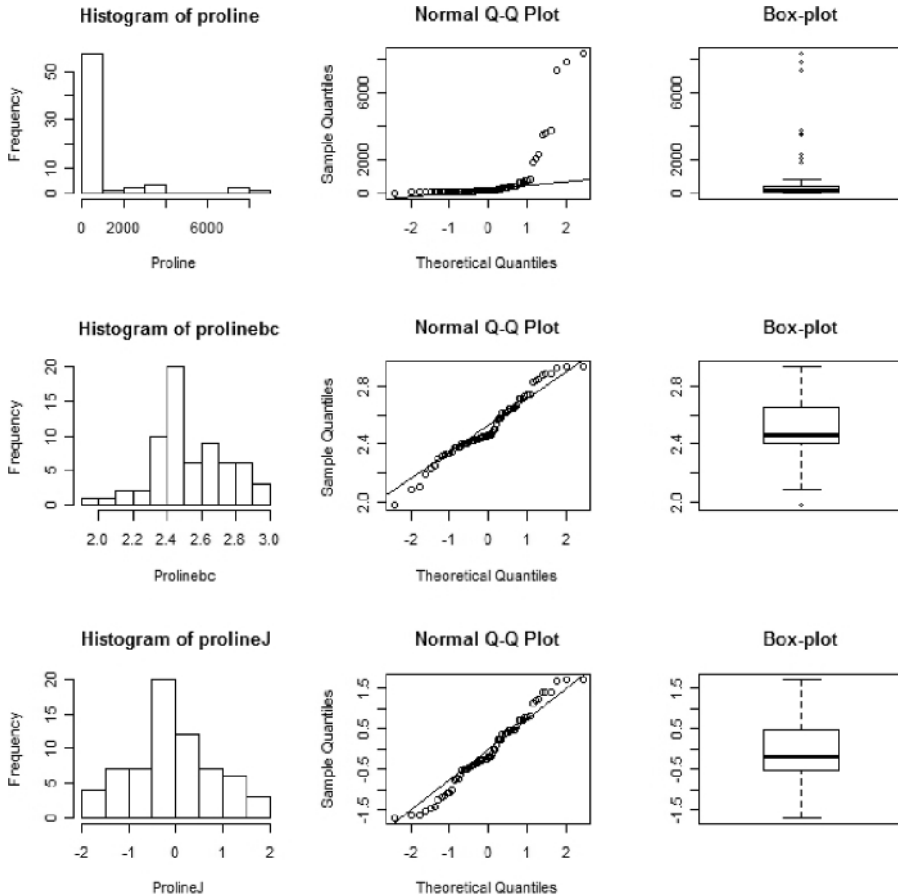 Histogram of proline
Normal Q-Q Plot
Box-plot
Frequency
0 10 30 50
0 2000 6000
Proline
Sample Quantiles
0 2000 6000
-2 -1 0 1 2
Theoretical Quantiles
0 2000 6000
Histogram of prolinebc
Normal Q-Q Plot
Box-plot
Frequency
0 5 10 15 20
2.0 2.2 2.4 2.6 2.8 3.0
Prolinebc
Sample Quantiles
2.0 2.4 2.8
-2 -1 0 1 2
Theoretical Quantiles
2.0 2.4 2.8
Histogram of prolineJ
Normal Q-Q Plot
Box-plot
Frequency
0 5 10 15 20
-2 -1 0 1 2
ProlineJ
Sample Quantiles
-1.5 -0.5 0.5 1.5
-2 -1 0 1 2
Theoretical Quantiles
-1.5 -0.5 0.5 1.5